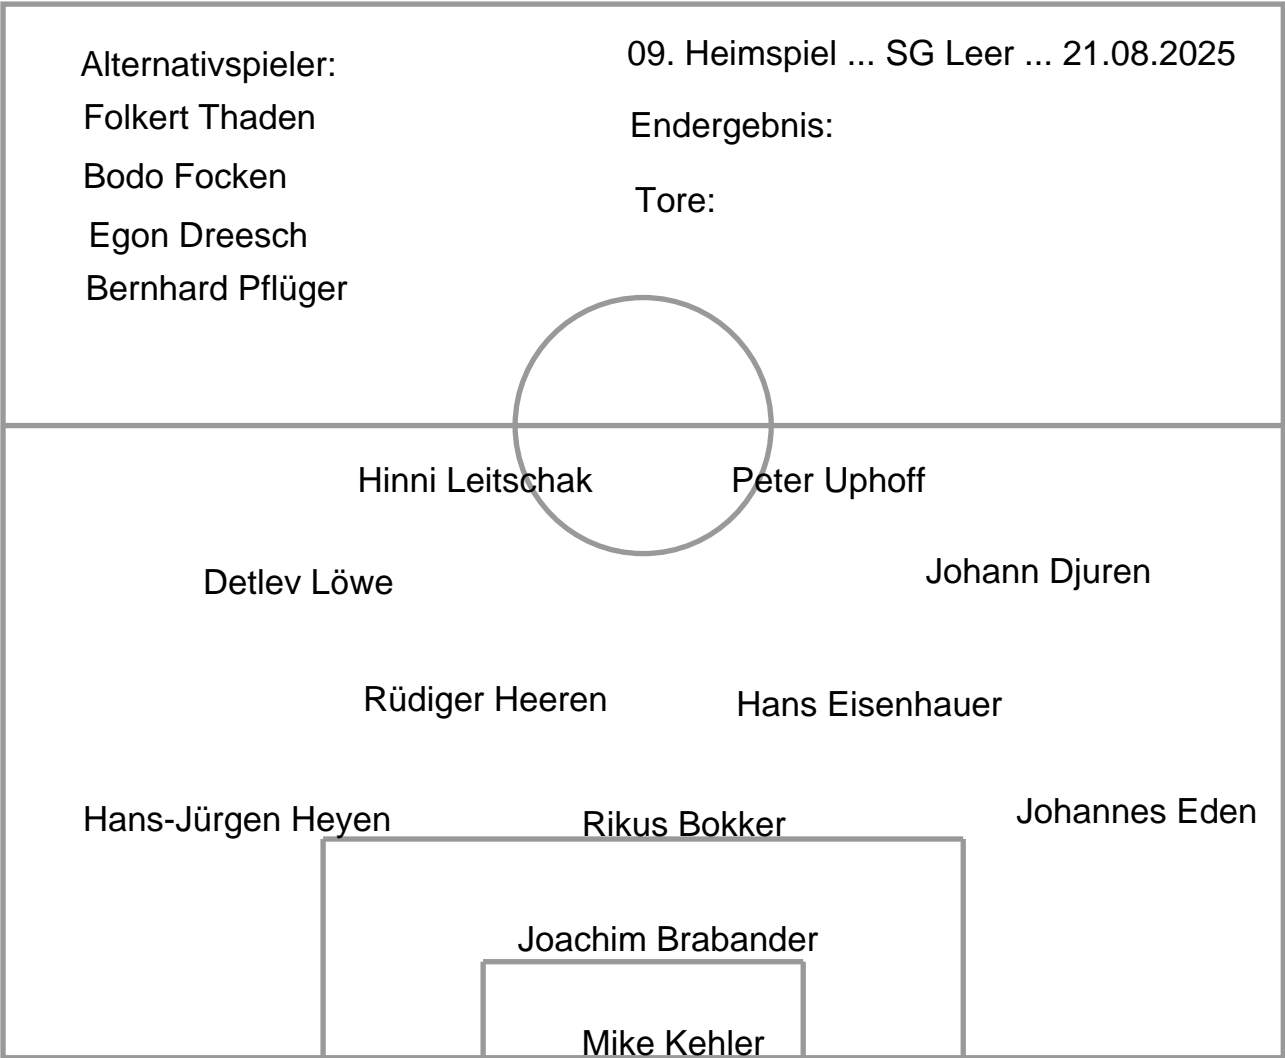 Alternativspieler:
Folkert Thaden
Bodo Focken
Egon Dreesch
Bernhard Pflüger
09. Heimspiel ... SG Leer ... 21.08.2025
Endergebnis:
Tore:
Hinni Leitschak
Peter Uphoff
Detlev Löwe
Johann Djuren
Rüdiger Heeren
Hans Eisenhauer
Hans-Jürgen Heyen
Rikus Bokker
Johannes Eden
Joachim Brabander
Mike Kehler